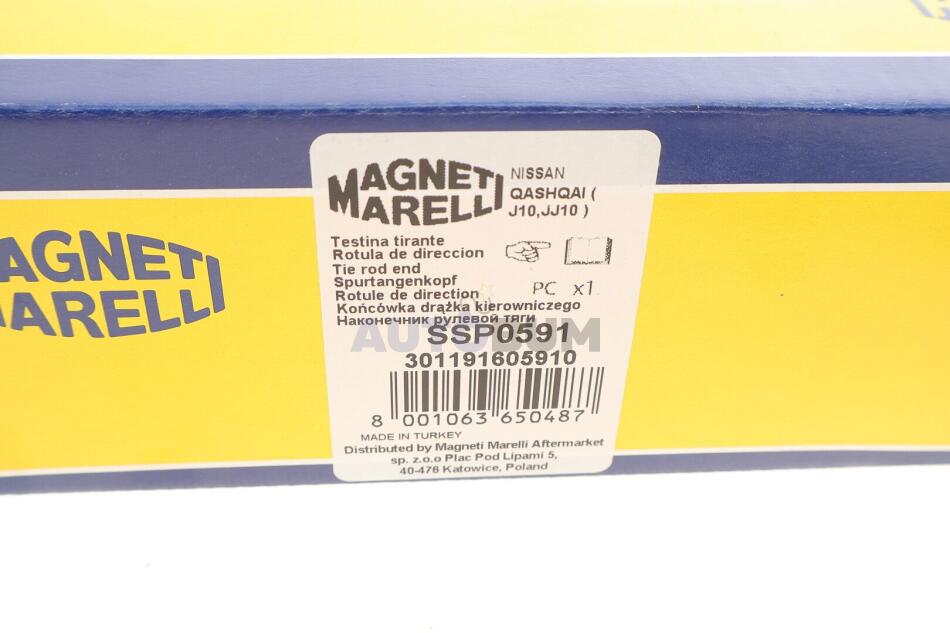 MAGNETI
MARELLI
NISSAN
QASHQAI (
J10,JJ10 )
Testina tirante
Rotula de direccion
Tie rod end
Spurtangenkopf
Rotule de direction
Końcówka drążka kierowniczego
Наконечник рулевой тяги
PC x1
SSP0591
301191605910
8 001063 650487
MADE IN TURKEY
Distributed by Magneti Marelli Aftermarket
sp. z.o.o Plac Pod Lipami 5,
40-476 Katowice, Poland
MAGNETI
MARELLI
AUTODUM